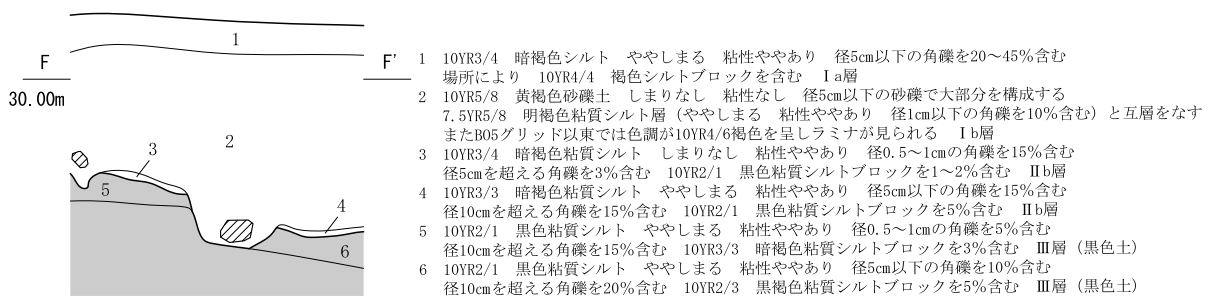 1
F
F'
30.00m
2
3
5
4
6
1 10YR3/4 暗褐色シルト ややしまる 粘性ややあり 径5cm以下の角礫を20～45%含む
場所により 10YR4/4 褐色シルトブロックを含む Ⅰa層
2 10YR5/8 黄褐色砂礫土 しまりなし 粘性なし 径5cm以下の砂礫で大部分を構成する
7.5YR5/8 明褐色粘質シルト層（ややしまる 粘性ややあり 径1cm以下の角礫を10%含む）と互層をなす
またB05グリッド以東では色調が10YR4/6褐色を呈しラミナが見られる Ⅰb層
3 10YR3/4 暗褐色粘質シルト しまりなし 粘性ややあり 径0.5～1cmの角礫を15%含む
径5cmを超える角礫を3%含む 10YR2/1 黒色粘質シルトブロックを1～2%含む Ⅱb層
4 10YR3/3 暗褐色粘質シルト ややしまる 粘性ややあり 径5cm以下の角礫を15%含む
径10cmを超える角礫を15%含む 10YR2/1 黒色粘質シルトブロックを5%含む Ⅱb層
5 10YR2/1 黒色粘質シルト ややしまる 粘性ややあり 径0.5～1cmの角礫を5%含む
径10cmを超える角礫を15%含む 10YR3/3 暗褐色粘質シルトブロックを3%含む Ⅲ層（黒色土）
6 10YR2/1 黒色粘質シルト ややしまる 粘性ややあり 径5cm以下の角礫を10%含む
径10cmを超える角礫を20%含む 10YR2/3 黒褐色粘質シルトブロックを5%含む Ⅲ層（黒色土）